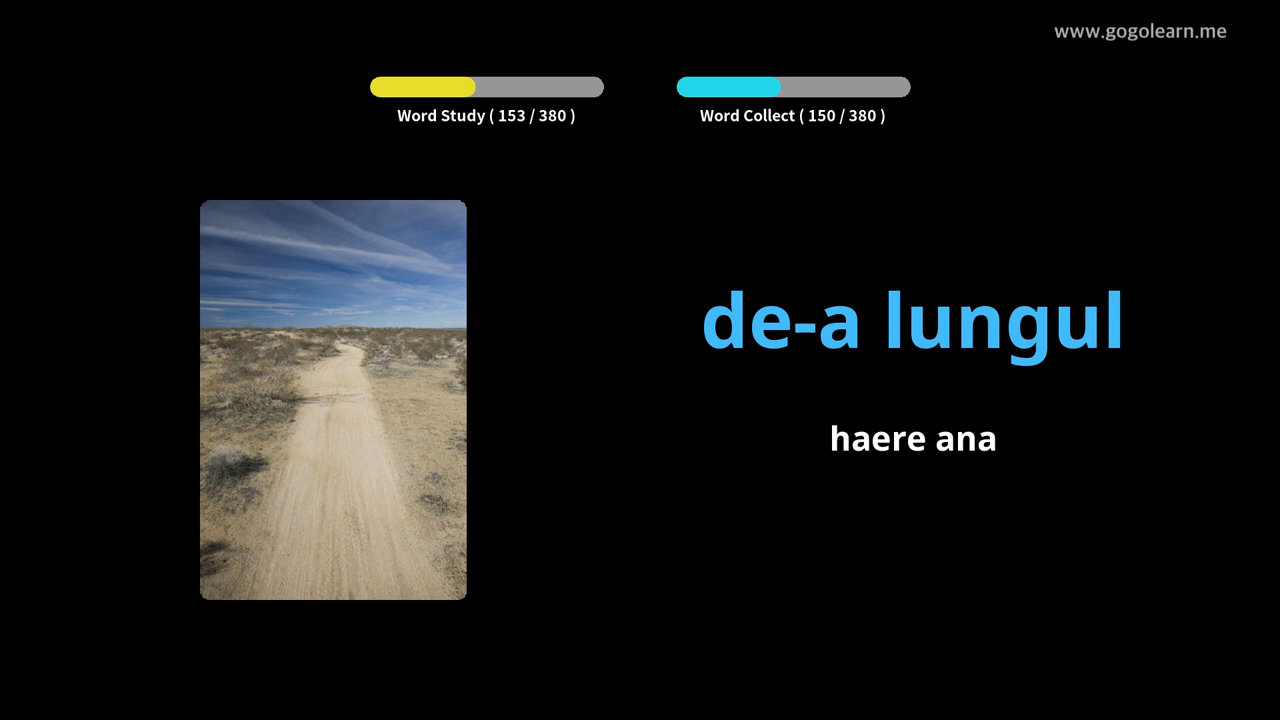 www.gogolearn.me
Word Study ( 153 / 380 )
Word Collect ( 150 / 380 )
de-a lungul
haere ana